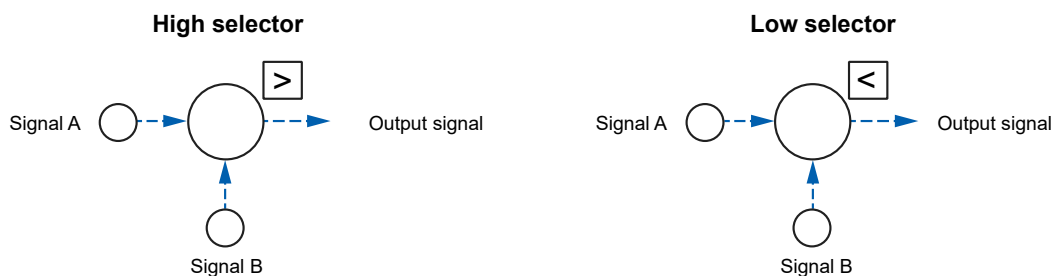 High selector
>
Signal A
Output signal
Signal B
Low selector
<
Signal A
Output signal
Signal B